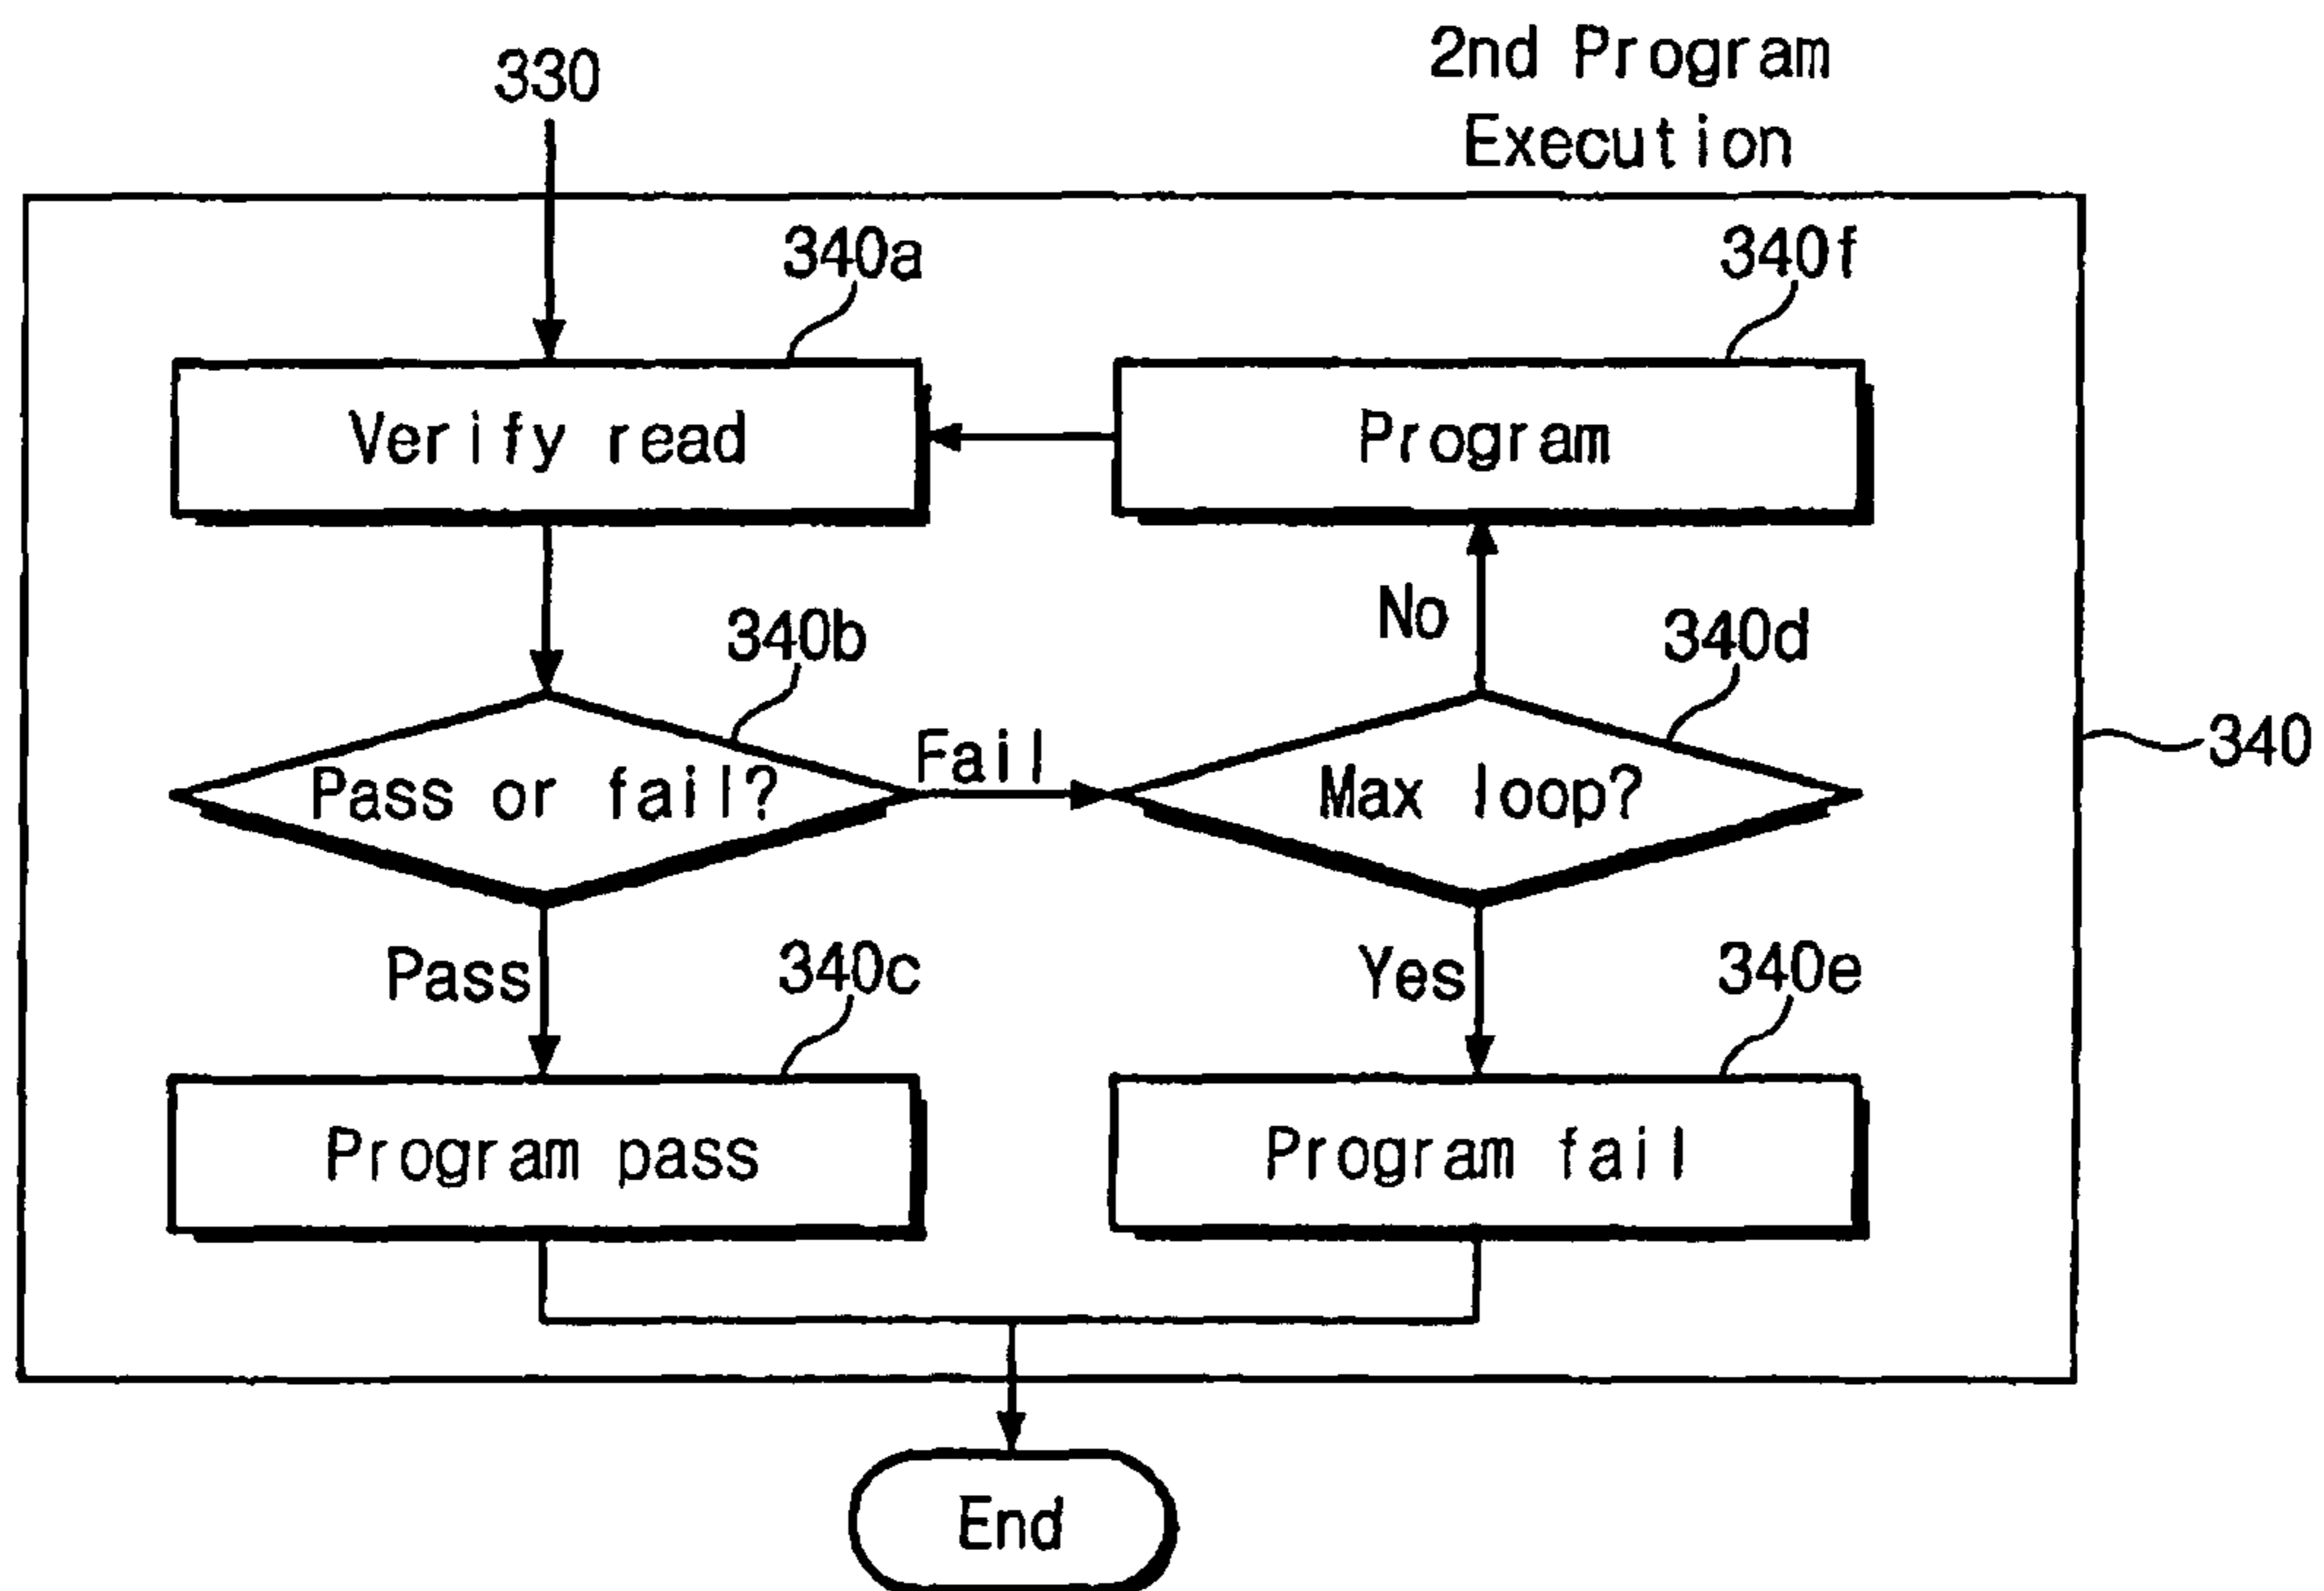 2nd Program
Execution
330
340a
340f
Verify read
Program
No
340b
340d
Pass or fail?
Fail
Max loop?
340
Pass
340c
Yes
340e
Program pass
Program fail
End